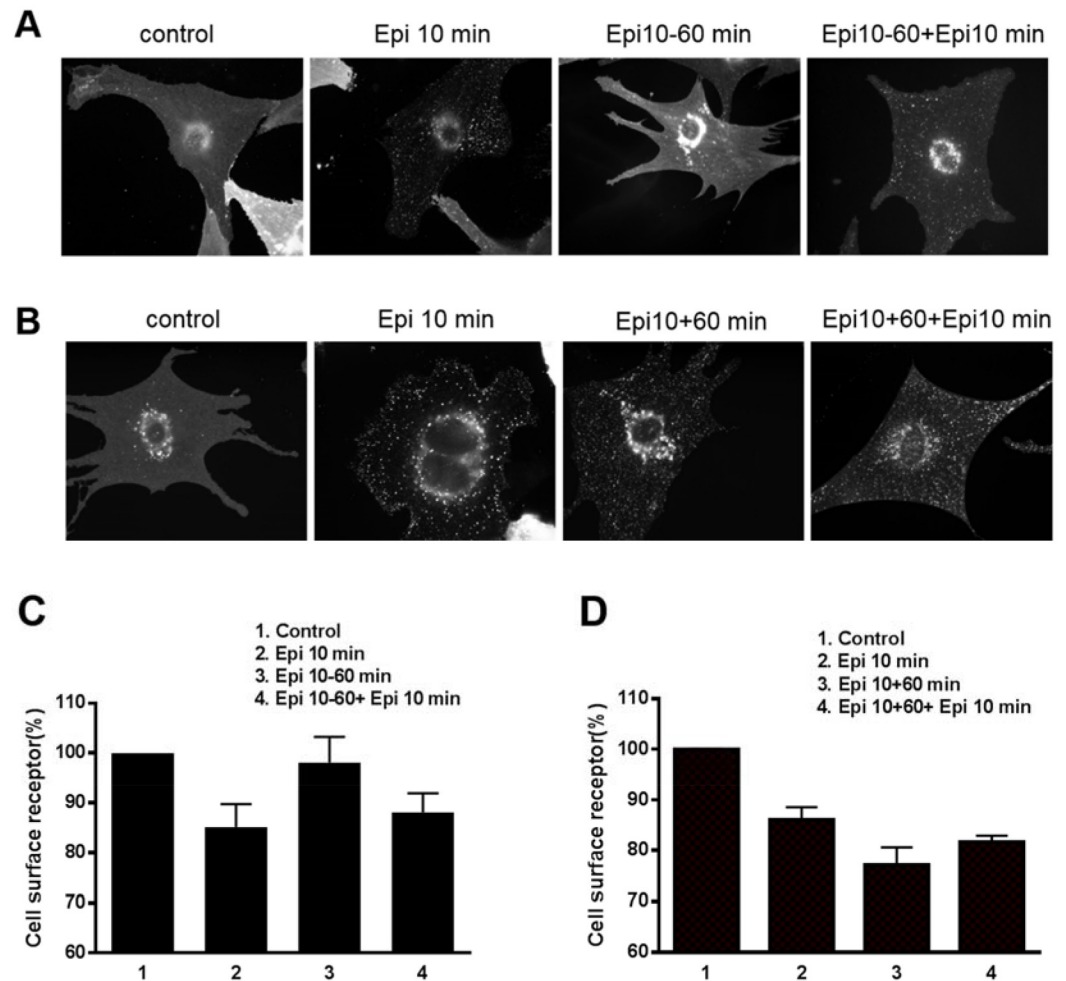 A
control
Epi 10 min
Epi10-60 min
Epi10-60+Epi10 min
B
control
Epi 10 min
Epi10+60 min
Epi10+60+Epi10 min
C
1. Control
2. Epi 10 min
3. Epi 10-60 min
4. Epi 10-60+ Epi 10 min
Cell surface receptor(%)
110
100
90
80
70
60
1 2 3 4
D
1. Control
2. Epi 10 min
3. Epi 10+60 min
4. Epi 10+60+ Epi 10 min
Cell surface receptor(%)
110
100
90
80
70
60
1 2 3 4